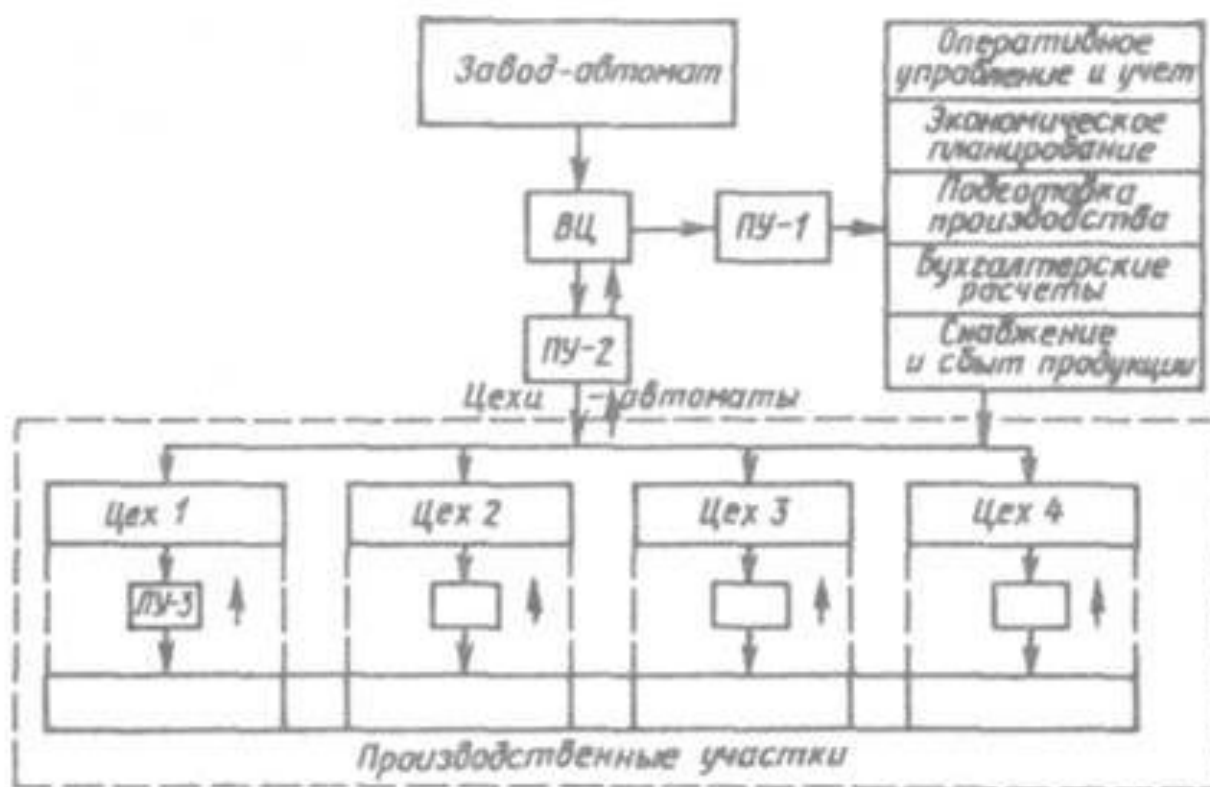 Завод-автомат
Оперативное
управление и учет
Экономическое
планирование
Подготовка
производства
Бухгалтерские
расчеты
Снабжение
и сбыт продукции
ВЦ
ПУ-1
ПУ-2
Цехи - автоматы
Цех 1
Цех 2
Цех 3
Цех 4
ПУ-3
Производственные участки